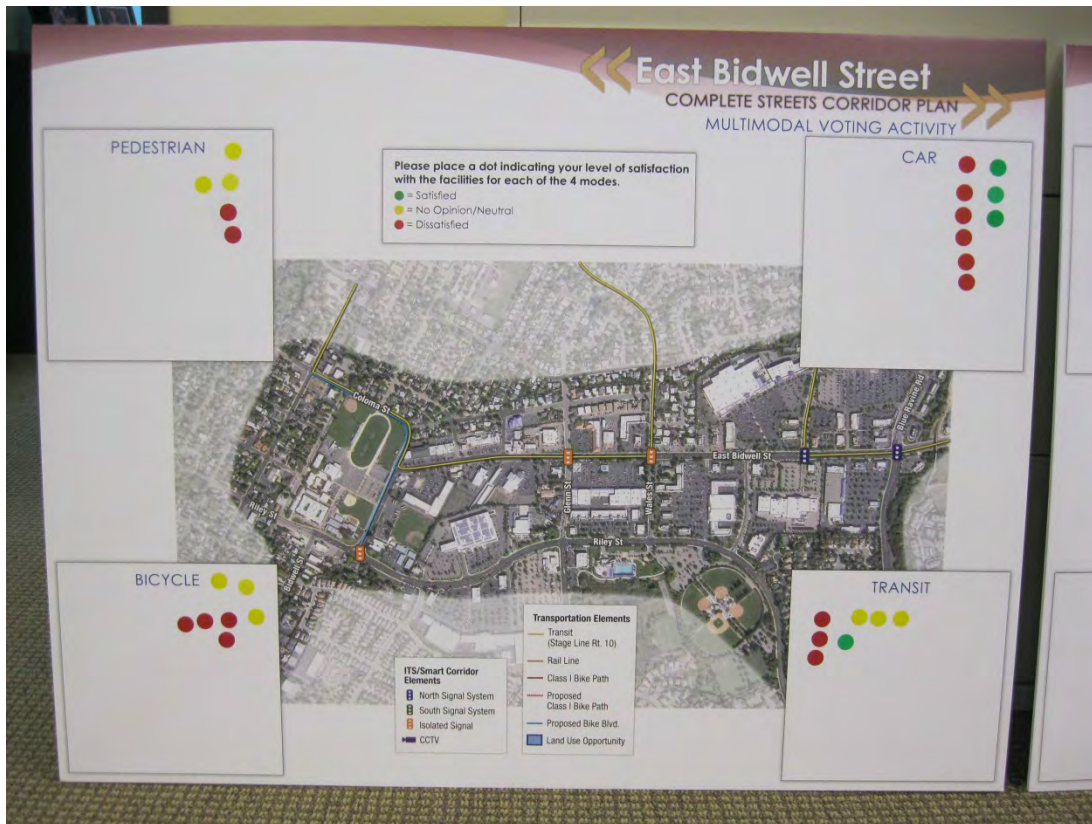 East Bidwell Street
COMPLETE STREETS CORRIDOR PLAN
MULTIMODAL VOTING ACTIVITY
PEDESTRIAN
Please place a dot indicating your level of satisfaction
with the facilities for each of the 4 modes.
= Satisfied
= No Opinion/Neutral
= Dissatisfied
CAR
Coloma St
Blue Ravine Rd
East Bidwell St
Glenn St
Wales St
Riley St
Riley St
Bidwell St
BICYCLE
TRANSIT
ITS/Smart Corridor
Elements
North Signal System
South Signal System
Isolated Signal
CCTV
Transportation Elements
Transit
(Stage Line Rt. 10)
Rail Line
Class I Bike Path
Proposed
Class I Bike Path
Proposed Bike Blvd.
Land Use Opportunity